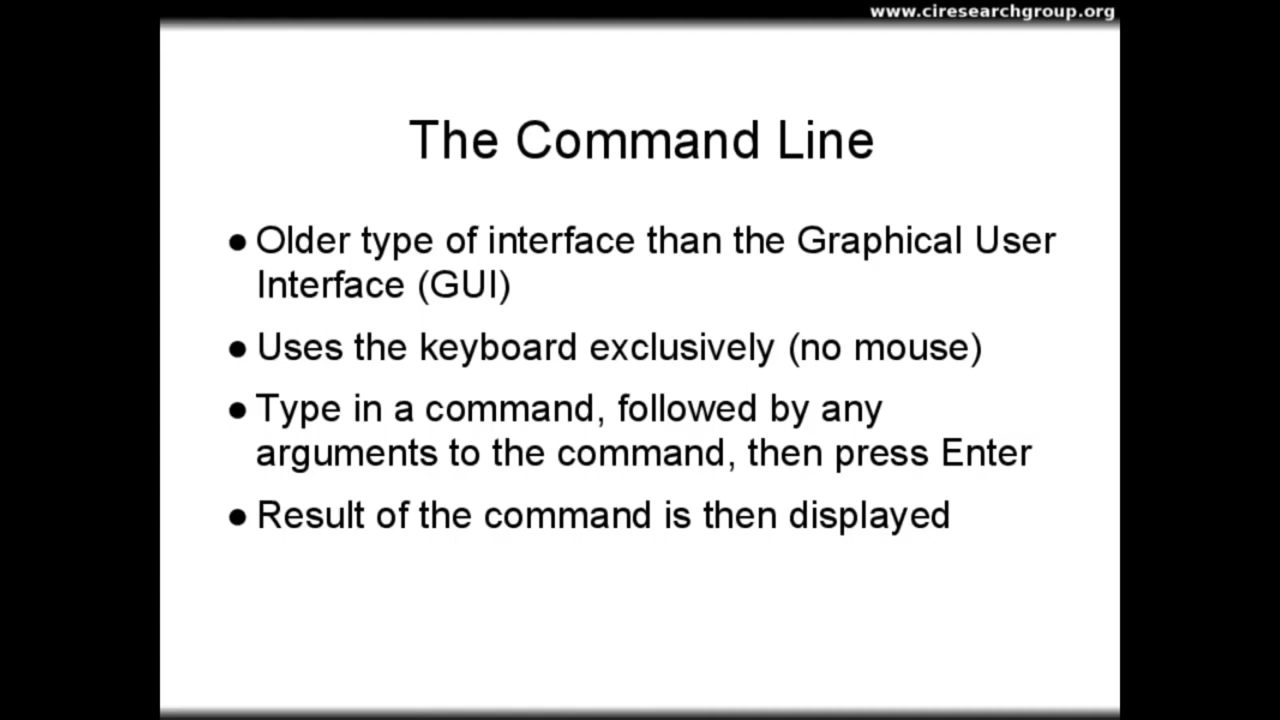 www.ciresearchgroup.org
The Command Line
● Older type of interface than the Graphical User
Interface (GUI)
● Uses the keyboard exclusively (no mouse)
● Type in a command, followed by any
arguments to the command, then press Enter
● Result of the command is then displayed